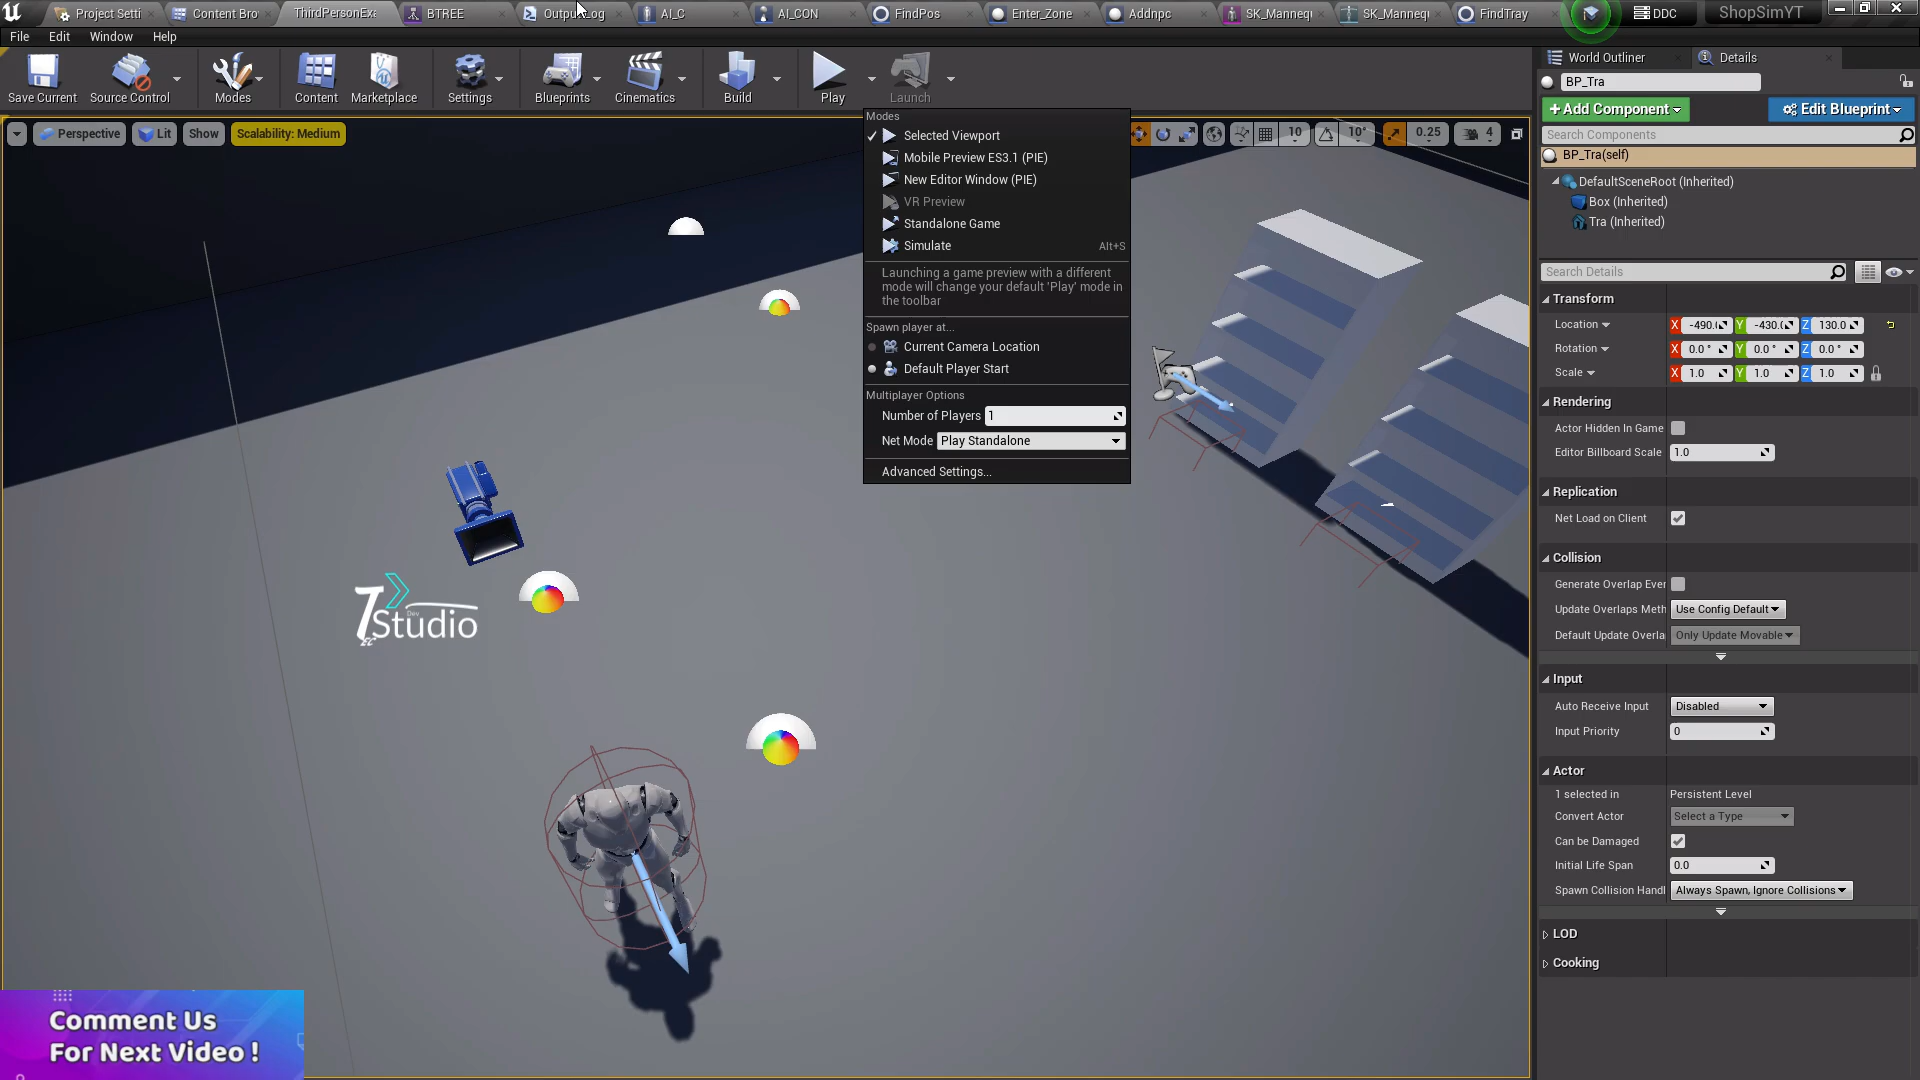 Project Setti
Content Bro
ThirdPersonExa
BTREE
Output Log
AI_C
AI_CON
FindPos
Enter_Zone
Addnpc
SK_Mannequ
SK_Mannequ
FindTray
DDC
ShopSimYT
File
Edit
Window
Help
Save Current
Source Control
Modes
Content
Marketplace
Settings
Blueprints
Cinematics
Build
Play
Launch
Perspective
Lit
Show
Scalability: Medium
10
10°
0.25
4
Modes
Selected Viewport
Mobile Preview ES3.1 (PIE)
New Editor Window (PIE)
VR Preview
Standalone Game
Simulate
Alt+S
Launching a game preview with a different
mode will change your default 'Play' mode in
the toolbar
Spawn player at...
Current Camera Location
Default Player Start
Multiplayer Options
Number of Players 1
Net Mode Play Standalone
Advanced Settings...
World Outliner
Details
BP_Tra
+Add Component
Edit Blueprint
Search Components
BP_Tra(self)
DefaultSceneRoot (Inherited)
Box (Inherited)
Tra (Inherited)
Search Details
Transform
Location X -490.( Y -430.( Z 130.0
Rotation X 0.0 ° Y 0.0 ° Z 0.0 °
Scale X 1.0 Y 1.0 Z 1.0
Rendering
Actor Hidden In Game
Editor Billboard Scale 1.0
Replication
Net Load on Client
Collision
Generate Overlap Ever
Update Overlaps Meth Use Config Default
Default Update Overla Only Update Movable
Input
Auto Receive Input Disabled
Input Priority 0
Actor
1 selected in Persistent Level
Convert Actor Select a Type
Can be Damaged
Initial Life Span 0.0
Spawn Collision Handl Always Spawn, Ignore Collisions
LOD
Cooking
Dev
Studio
Comment Us
For Next Video !